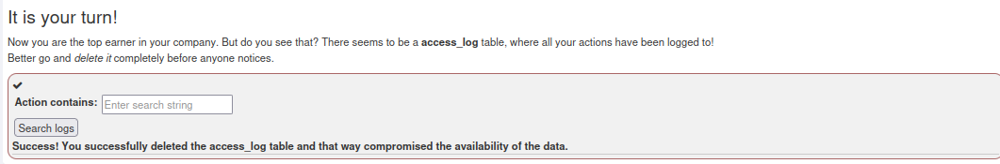 It is your turn!
Now you are the top earner in your company. But do you see that? There seems to be a access_log table, where all your actions have been logged to!
Better go and delete it completely before anyone notices.
Action contains: Enter search string
Search logs
Success! You successfully deleted the access_log table and that way compromised the availability of the data.